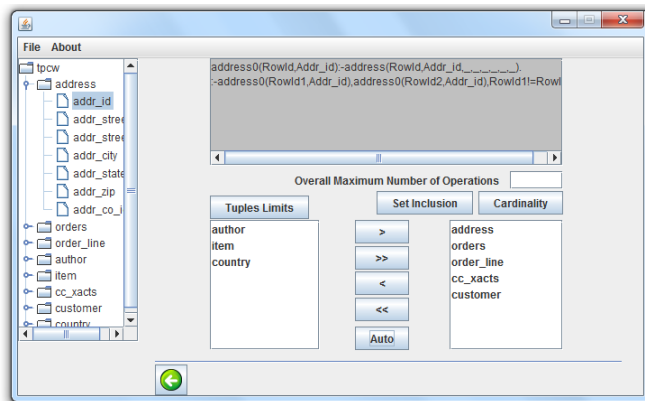 File About
tpcw
address
addr_id
addr_stree
addr_stree
addr_city
addr_state
addr_zip
addr_co_i
orders
order_line
author
item
cc_xacts
customer
country
address0(RowId,Addr_id):-address(RowId,Addr_id,_,_,_,_,_,_).
:-address0(RowId1,Addr_id),address0(RowId2,Addr_id),RowId1!=RowI
Overall Maximum Number of Operations
Tuples Limits
Set Inclusion
Cardinality
author
item
country
>
>>
<
<<
Auto
address
orders
order_line
cc_xacts
customer